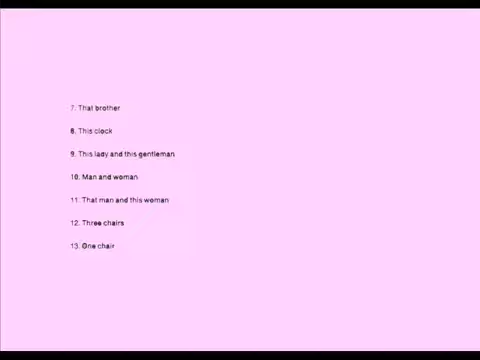 7. That brother
8. This clock
9. This lady and this gentleman
10. Man and woman
11. That man and this woman
12. Three chairs
13. One chair